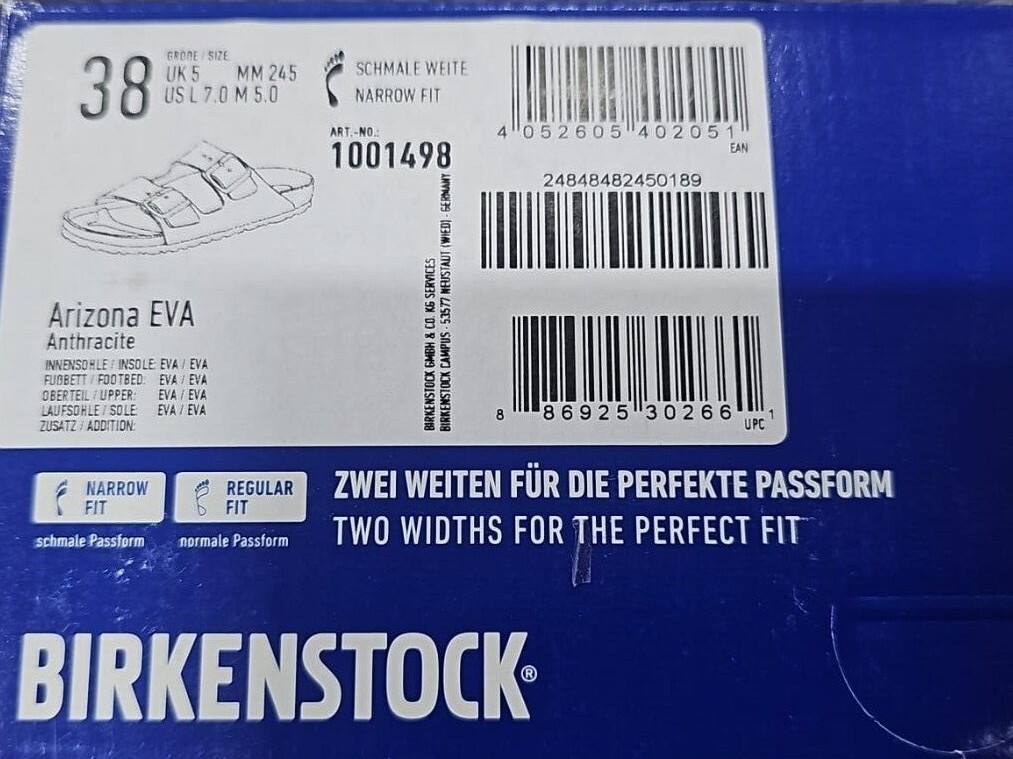 38
GRÖßE / SIZE
UK 5 MM 245
US L 7.0 M 5.0
SCHMALE WEITE
NARROW FIT
ART.-NO.:
1001498
4 052605 402051
EAN
24848482450189
8 86925 30266 1
UPC
Arizona EVA
Anthracite
INNENSOHLE / INSOLE: EVA / EVA
FUßBETT / FOOTBED: EVA / EVA
OBERTEIL / UPPER: EVA / EVA
LAUFSOHLE / SOLE: EVA / EVA
ZUSATZ / ADDITION:
BIRKENSTOCK GMBH & CO. KG SERVICES
BIRKENSTOCK CAMPUS · 53577 NEUSTADT (WIED) · GERMANY
NARROW FIT
schmale Passform
REGULAR FIT
normale Passform
ZWEI WEITEN FÜR DIE PERFEKTE PASSFORM
TWO WIDTHS FOR THE PERFECT FIT
BIRKENSTOCK®